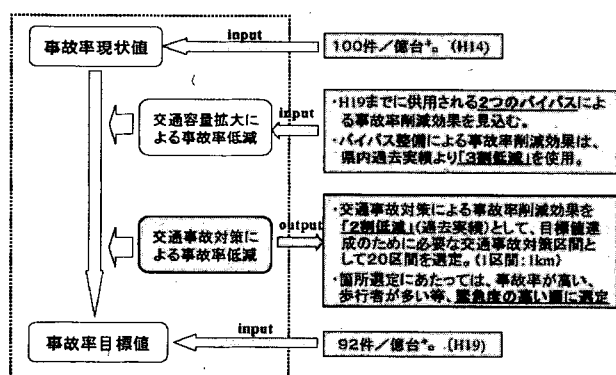 事故率現状値
input
100件／億台*。(H14)
交通容量拡大に
よる事故率低減
input
・H19までに供用される2つのバイパスによ
る事故率削減効果を見込む。
・バイパス整備による事故率削減効果は、
県内過去実績より「3割低減」を使用。
交通事故対策に
よる事故率低減
output
・交通事故対策による事故率削減効果を
「2割低減」(過去実績)として、目標値達
成のために必要な交通事故対策区間と
して20区間を選定。(1区間:1km)
・箇所選定にあたっては、事故率が高い、
歩行者が多い等、緊急度の高い順に選定
input
事故率目標値
92件／億台*。(H19)